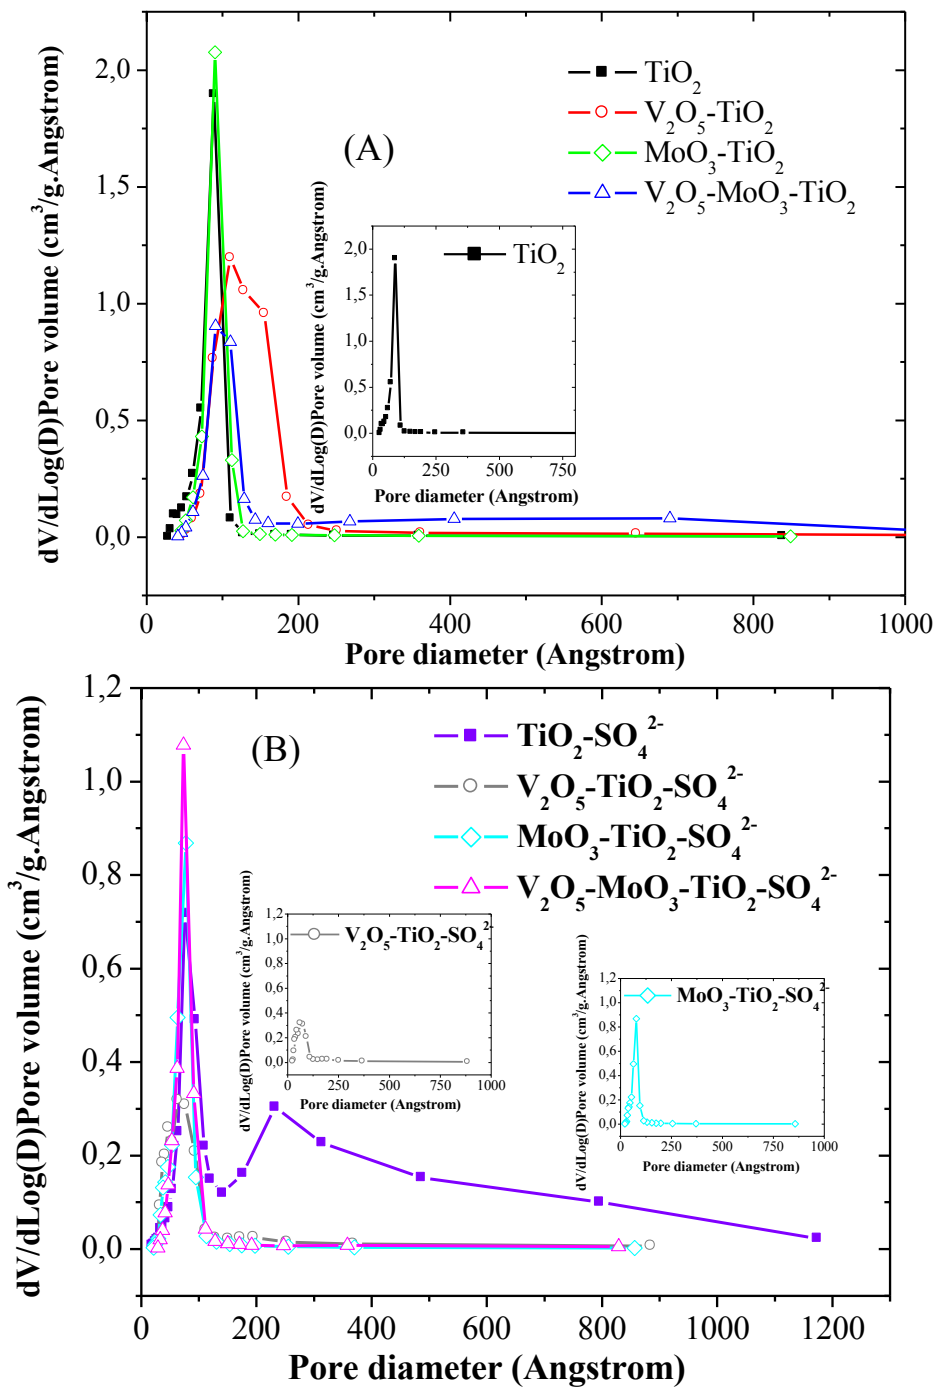 2,0
1,5
1,0
0,5
0,0
dV/dLog(D)Pore volume (cm³/g.Angstrom)
(A)
TiO₂
V₂O₅-TiO₂
MoO₃-TiO₂
V₂O₅-MoO₃-TiO₂
dV/dLog(D)Pore volume (cm³/g.Angstrom)
TiO₂
2,0
1,5
1,0
0,5
0,0
0 250 500 750
Pore diameter (Angstrom)
0 200 400 600 800 1000
Pore diameter (Angstrom)
1,2
1,0
0,8
0,6
0,4
0,2
0,0
dV/dLog(D)Pore volume (cm³/g.Angstrom)
(B)
TiO₂-SO₄²⁻
V₂O₅-TiO₂-SO₄²⁻
MoO₃-TiO₂-SO₄²⁻
V₂O₅-MoO₃-TiO₂-SO₄²⁻
dV/dLog(D)Pore volume (cm³/g.Angstrom)
V₂O₅-TiO₂-SO₄²⁻
1,2
1,0
0,8
0,6
0,4
0,2
0,0
0 250 500 750 1000
Pore diameter (Angstrom)
dV/dLog(D)Pore volume (cm³/g.Angstrom)
MoO₃-TiO₂-SO₄²⁻
1,2
1,0
0,8
0,6
0,4
0,2
0,0
0 250 500 750 1000
Pore diameter (Angstrom)
0 200 400 600 800 1000 1200
Pore diameter (Angstrom)